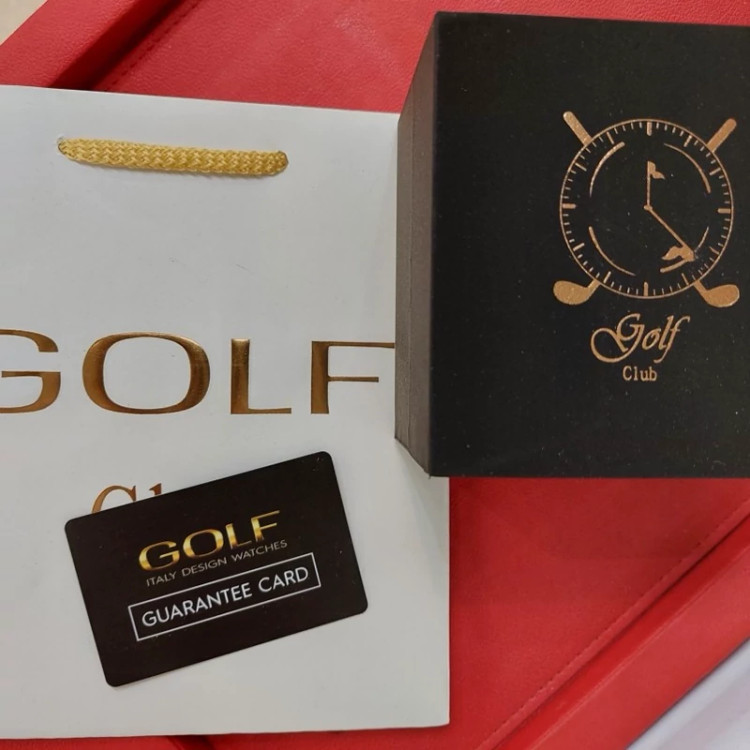 GOLF
Golf
Club
GOLF
ITALY DESIGN WATCHES
GUARANTEE CARD